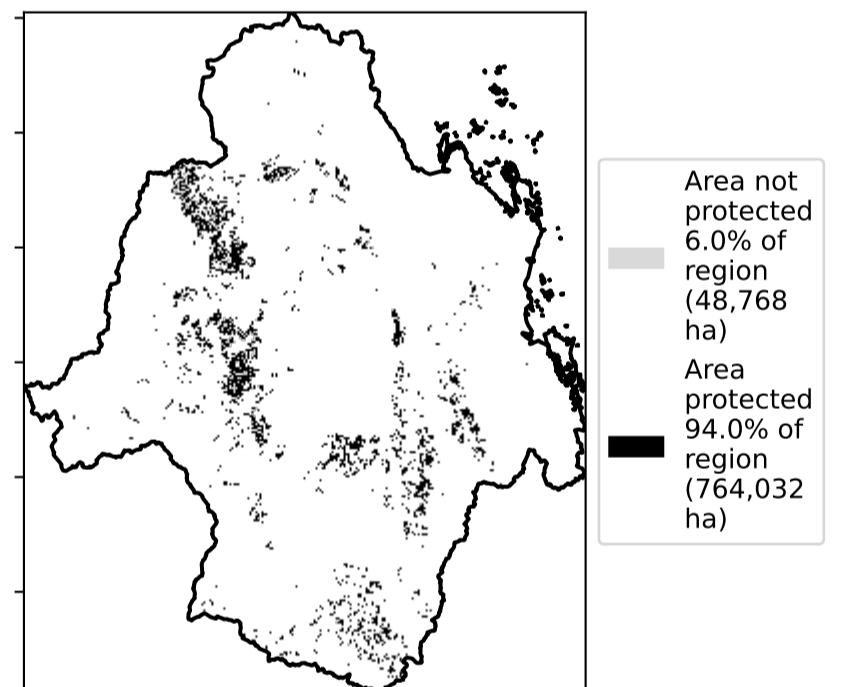 Area not
protected
6.0% of
region
(48,768
ha)
Area
protected
94.0% of
region
(764,032
ha)